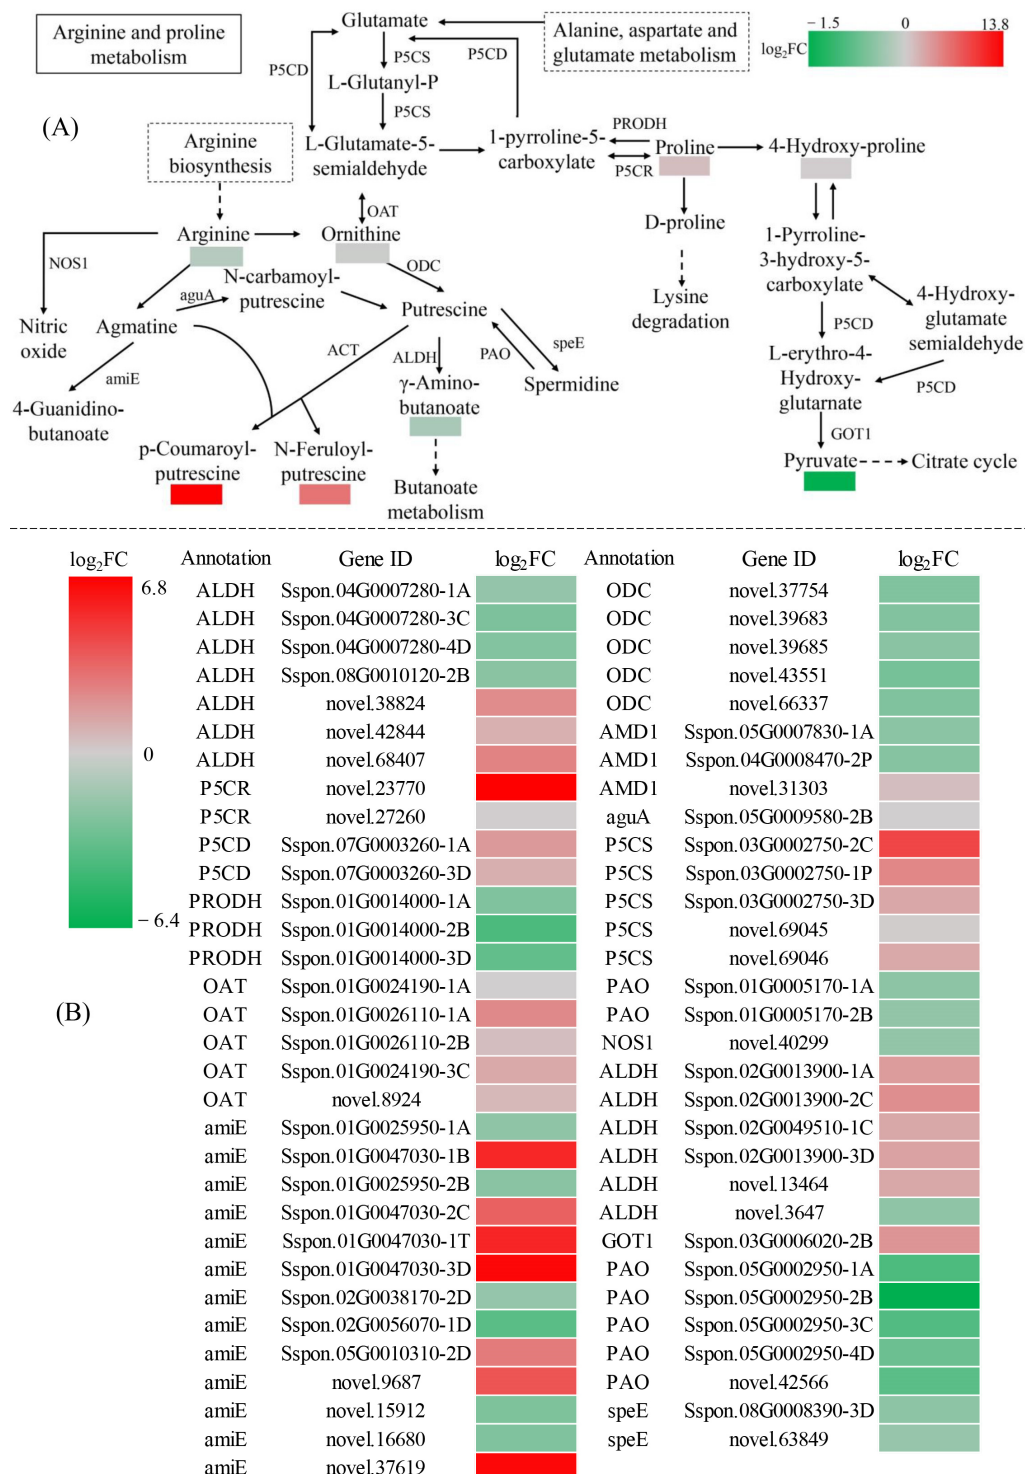 Arginine and proline
metabolism
Glutamate
Alanine, aspartate and
glutamate metabolism
log₂FC
−1.5
0
13.8
P5CD
P5CS
P5CD
L-Glutanyl-P
P5CS
(A)
Arginine
biosynthesis
L-Glutamate-5-
semialdehyde
1-pyrroline-5-
carboxylate
PRODH
P5CR
Proline
4-Hydroxy-proline
OAT
D-proline
Arginine
Ornithine
NOS1
ODC
1-Pyrroline-
3-hydroxy-5-
carboxylate
N-carbamoyl-
putrescine
aguA
Lysine
degradation
4-Hydroxy-
glutamate
semialdehyde
Nitric
oxide
Agmatine
Putrescine
P5CD
ACT
ALDH
PAO
speE
L-erythro-4-
Hydroxy-
glutarnate
P5CD
amiE
γ-Amino-
butanoate
Spermidine
4-Guanidino-
butanoate
GOT1
p-Coumaroyl-
putrescine
N-Feruloyl-
putrescine
Pyruvate
Citrate cycle
Butanoate
metabolism
log₂FC
6.8
0
−6.4
(B)
Annotation Gene ID log₂FC Annotation Gene ID log₂FC
ALDH Sspon.04G0007280-1A ODC novel.37754
ALDH Sspon.04G0007280-3C ODC novel.39683
ALDH Sspon.04G0007280-4D ODC novel.39685
ALDH Sspon.08G0010120-2B ODC novel.43551
ALDH novel.38824 ODC novel.66337
ALDH novel.42844 AMD1 Sspon.05G0007830-1A
ALDH novel.68407 AMD1 Sspon.04G0008470-2P
P5CR novel.23770 AMD1 novel.31303
P5CR novel.27260 aguA Sspon.05G0009580-2B
P5CD Sspon.07G0003260-1A P5CS Sspon.03G0002750-2C
P5CD Sspon.07G0003260-3D P5CS Sspon.03G0002750-1P
PRODH Sspon.01G0014000-1A P5CS Sspon.03G0002750-3D
PRODH Sspon.01G0014000-2B P5CS novel.69045
PRODH Sspon.01G0014000-3D P5CS novel.69046
OAT Sspon.01G0024190-1A PAO Sspon.01G0005170-1A
OAT Sspon.01G0026110-1A PAO Sspon.01G0005170-2B
OAT Sspon.01G0026110-2B NOS1 novel.40299
OAT Sspon.01G0024190-3C ALDH Sspon.02G0013900-1A
OAT novel.8924 ALDH Sspon.02G0013900-2C
amiE Sspon.01G0025950-1A ALDH Sspon.02G0049510-1C
amiE Sspon.01G0047030-1B ALDH Sspon.02G0013900-3D
amiE Sspon.01G0025950-2B ALDH novel.13464
amiE Sspon.01G0047030-2C ALDH novel.3647
amiE Sspon.01G0047030-1T GOT1 Sspon.03G0006020-2B
amiE Sspon.01G0047030-3D PAO Sspon.05G0002950-1A
amiE Sspon.02G0038170-2D PAO Sspon.05G0002950-2B
amiE Sspon.02G0056070-1D PAO Sspon.05G0002950-3C
amiE Sspon.05G0010310-2D PAO Sspon.05G0002950-4D
amiE novel.9687 PAO novel.42566
amiE novel.15912 speE Sspon.08G0008390-3D
amiE novel.16680 speE novel.63849
amiE novel.37619